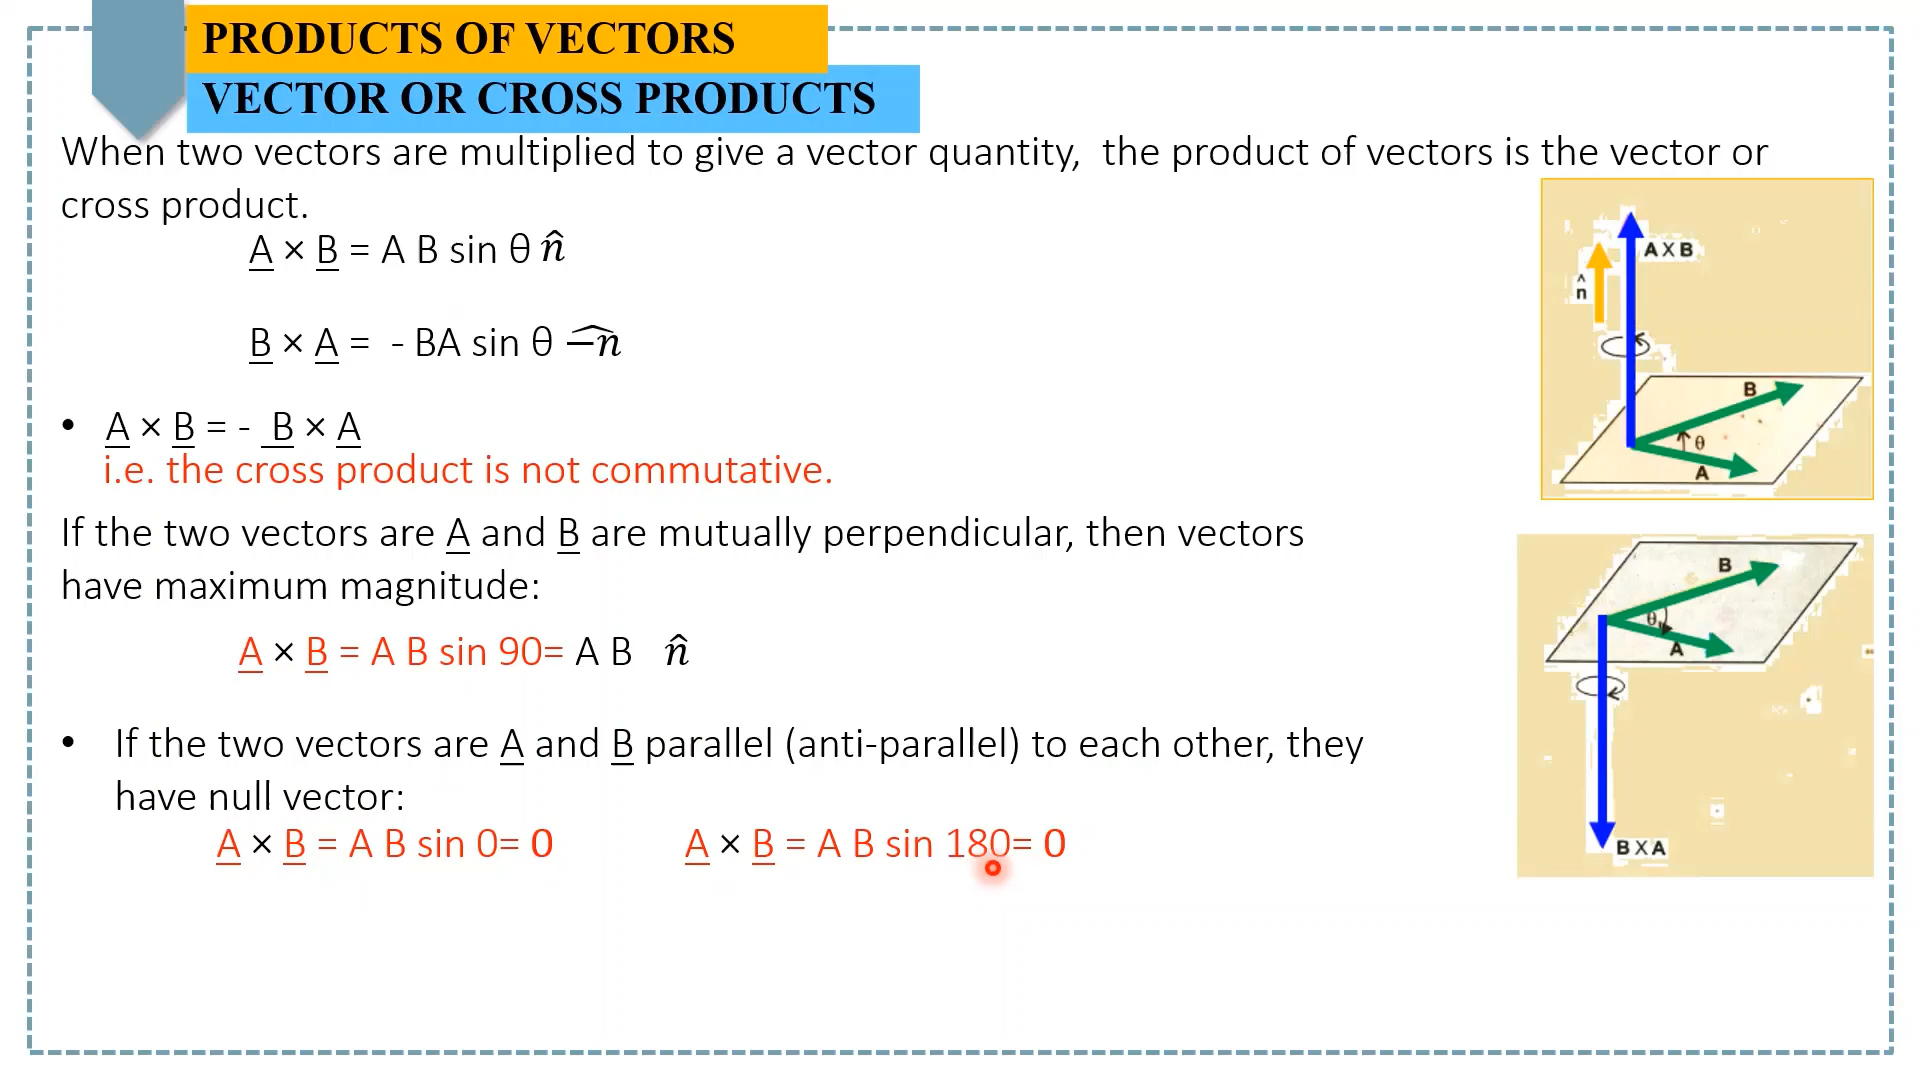 PRODUCTS OF VECTORS
VECTOR OR CROSS PRODUCTS
When two vectors are multiplied to give a vector quantity, the product of vectors is the vector or
cross product.
A × B = A B sin θ n̂
B × A = - BA sin θ −n̂
• A × B = - B × A
i.e. the cross product is not commutative.
If the two vectors are A and B are mutually perpendicular, then vectors
have maximum magnitude:
A × B = A B sin 90= A B n̂
• If the two vectors are A and B parallel (anti-parallel) to each other, they
have null vector:
A × B = A B sin 0= 0
A × B = A B sin 180= 0
A X B
n̂
B
θ
A
B
θ
A
B X A